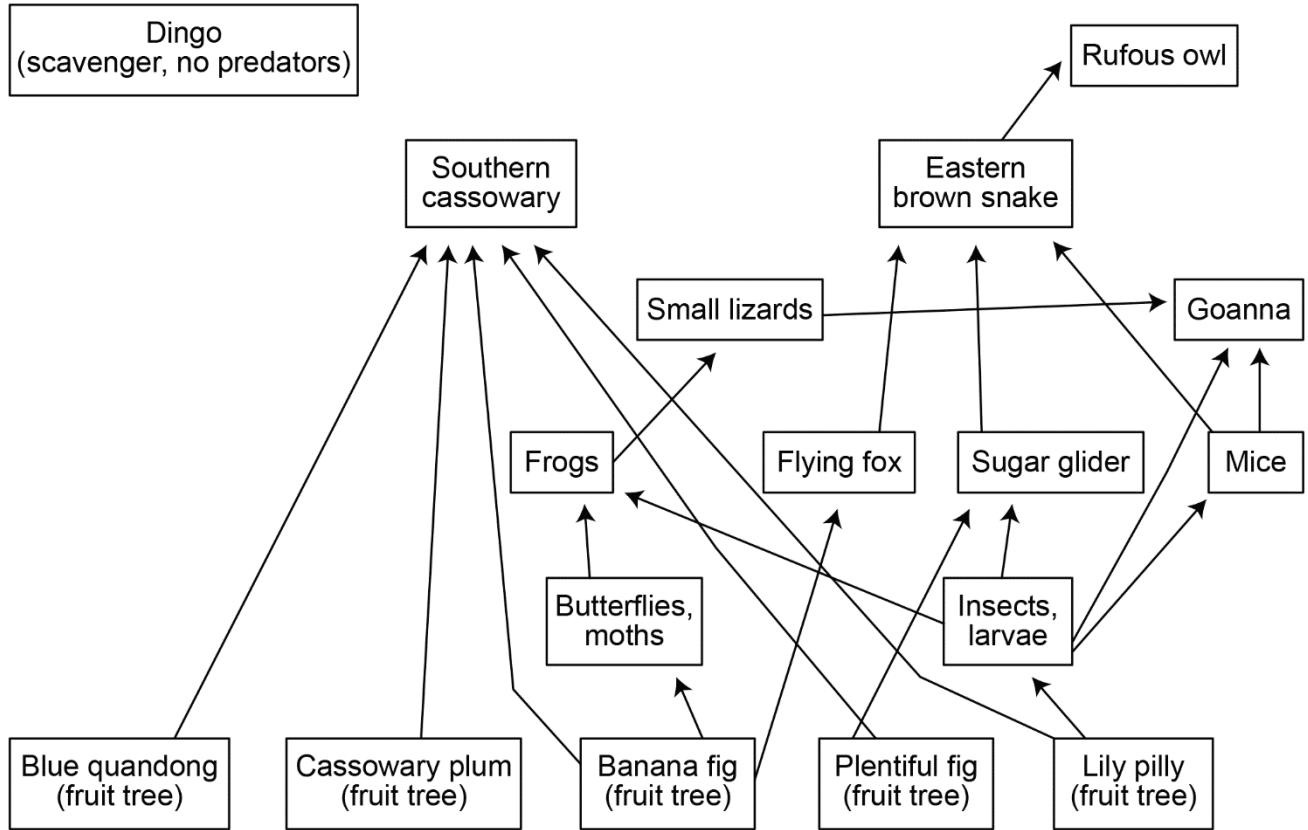 Dingo
(scavenger, no predators)
Rufous owl
Southern
cassowary
Eastern
brown snake
Small lizards
Goanna
Frogs
Flying fox
Sugar glider
Mice
Butterflies,
moths
Insects,
larvae
Blue quandong
(fruit tree)
Cassowary plum
(fruit tree)
Banana fig
(fruit tree)
Plentiful fig
(fruit tree)
Lily pilly
(fruit tree)